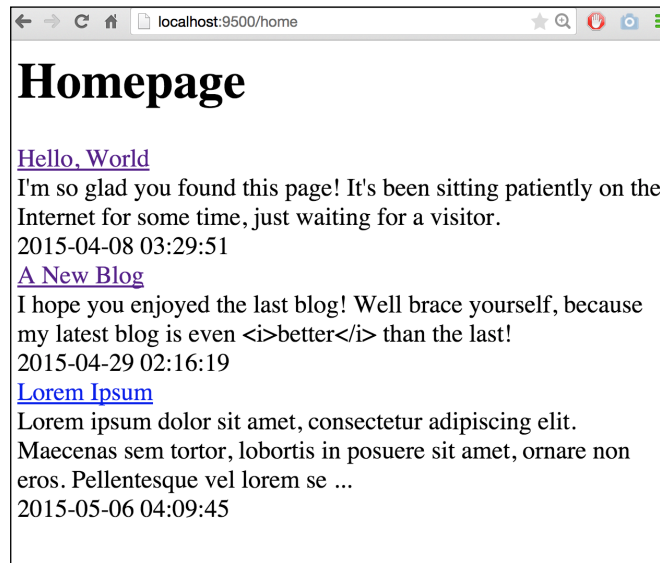 localhost:9500/home
Homepage
Hello, World
I'm so glad you found this page! It's been sitting patiently on the
Internet for some time, just waiting for a visitor.
2015-04-08 03:29:51
A New Blog
I hope you enjoyed the last blog! Well brace yourself, because
my latest blog is even <i>better</i> than the last!
2015-04-29 02:16:19
Lorem Ipsum
Lorem ipsum dolor sit amet, consectetur adipiscing elit.
Maecenas sem tortor, lobortis in posuere sit amet, ornare non
eros. Pellentesque vel lorem se ...
2015-05-06 04:09:45